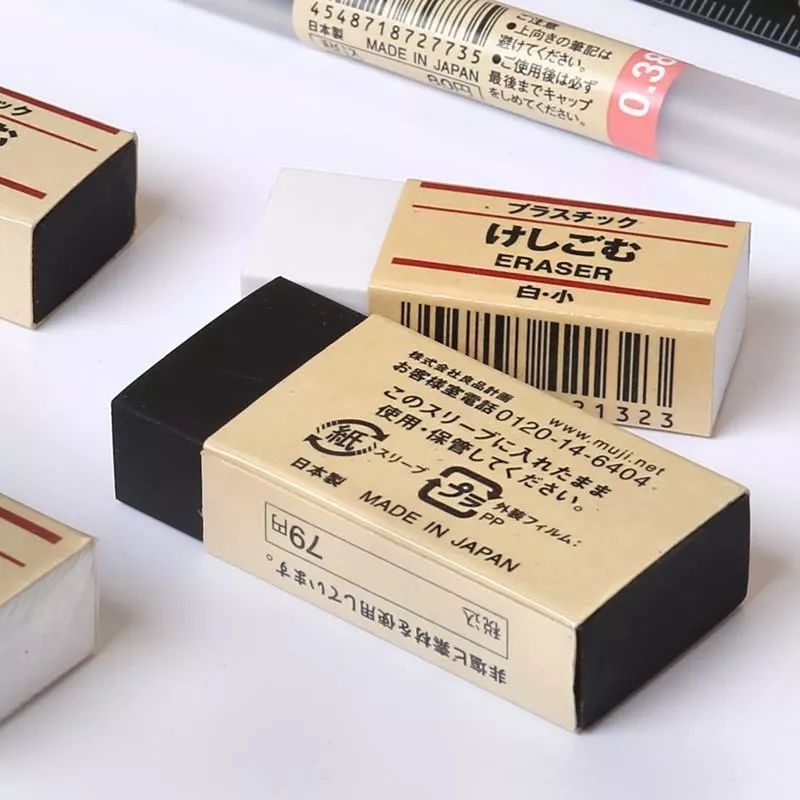 4548718727735
日本製
MADE IN JAPAN
税込
80円
ご注意
●上向きの筆記は
避けてください。
●ご使用後は必ず
最後までキャップ
をしめてください。
0.38
チック
む
プラスチック
けしごむ
ERASER
白・小
21323
株式会社良品計画
お客様室電話0120-14-6404
www.muji.net
このスリーブに入れたまま
使用・保管してください。
紙
スリーブ
プラ
外装フィルム：
PP
日本製
MADE IN JAPAN
税込
79円
非塩ビ素材を使用しています。